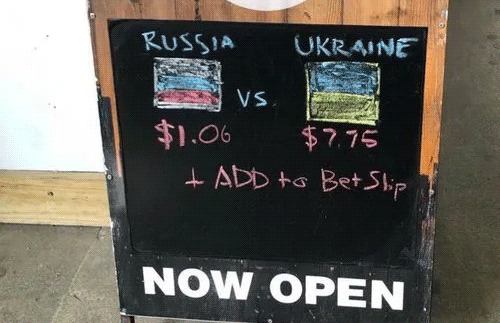 RUSSIA UKRAINE
VS
$1.06 $7.75
+ ADD to Bet Slip
NOW OPEN